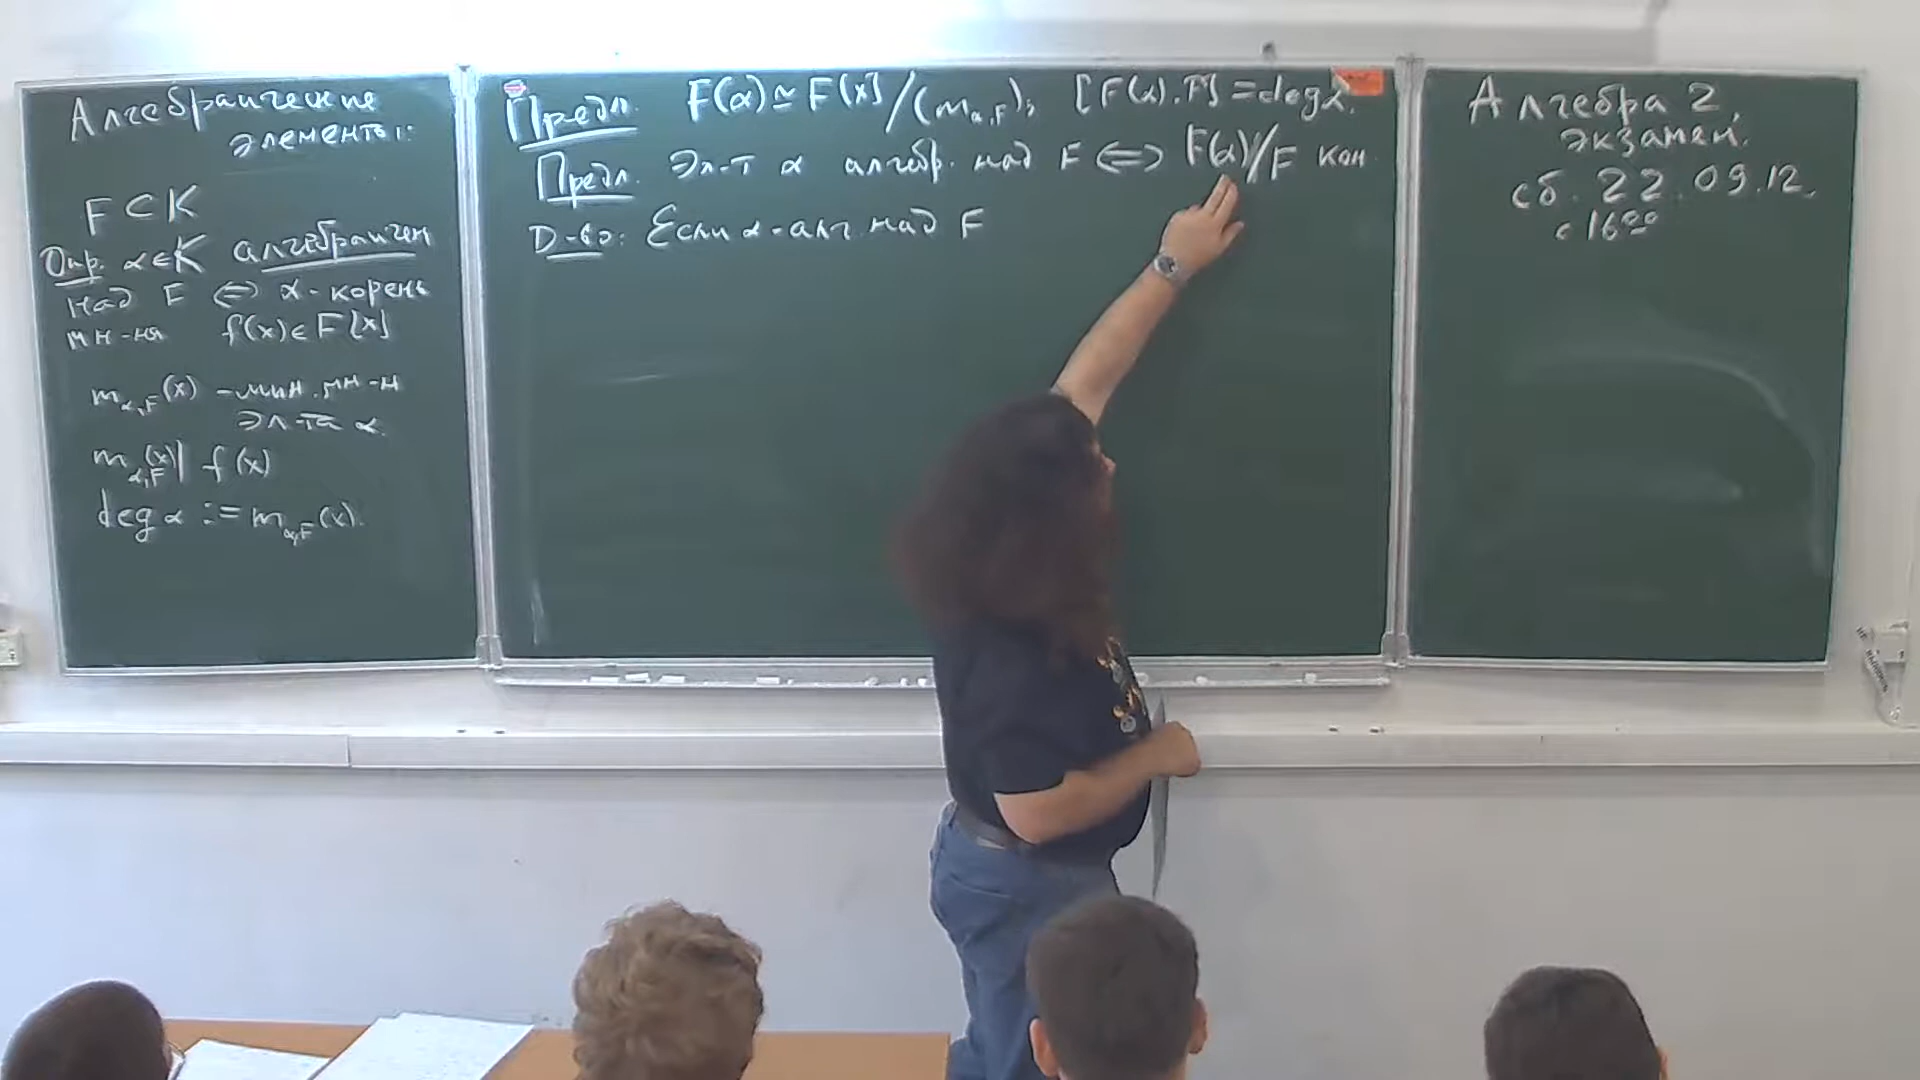 Алгебраические
элементы:
F ⊂ K
Опр. α∈K алгебраичен
над F ⇔ α - корень
мн-на f(x)∈F[x]
m_{α,F}(x) - мин. мн-н
эл-та α.
m_{α,F}(x)| f(x)
deg α := m_{α,F}(x).
Предл. F(α) ≃ F[x]/(m_{α,F}); [F(α):F] = deg α.
Предл. Эл-т α алгебр. над F ⇔ F(α)/F кон
Д-во: Если α - алг. над F
Алгебра 2,
экзамен.
сб. 22.09.12,
с 16⁰⁰